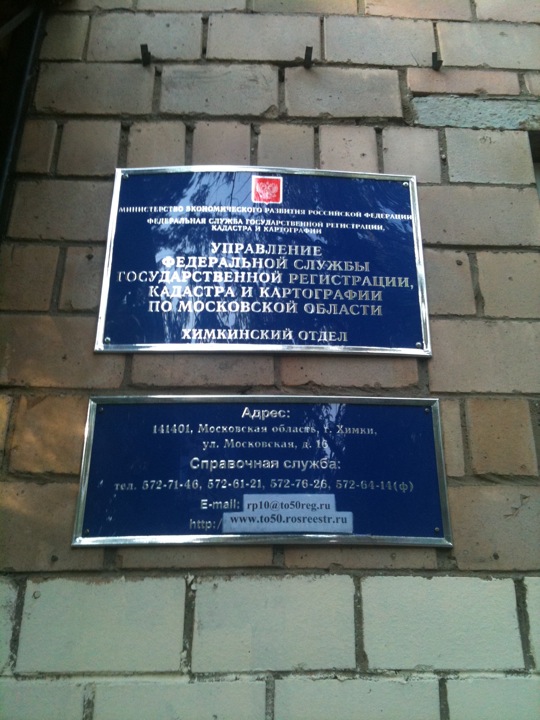 МИНИСТЕРСТВО ЭКОНОМИЧЕСКОГО РАЗВИТИЯ РОССИЙСКОЙ ФЕДЕРАЦИИ
ФЕДЕРАЛЬНАЯ СЛУЖБА ГОСУДАРСТВЕННОЙ РЕГИСТРАЦИИ,
КАДАСТРА И КАРТОГРАФИИ
УПРАВЛЕНИЕ
ФЕДЕРАЛЬНОЙ СЛУЖБЫ
ГОСУДАРСТВЕННОЙ РЕГИСТРАЦИИ,
КАДАСТРА И КАРТОГРАФИИ
ПО МОСКОВСКОЙ ОБЛАСТИ
ХИМКИНСКИЙ ОТДЕЛ
Адрес:
141401, Московская область, г. Химки,
ул. Московская, д. 16
Справочная служба:
тел. 572-71-46, 572-61-21, 572-76-26, 572-64-14(ф)
E-mail: rp10@to50reg.ru
http:/ www.to50.rosreestr.ru